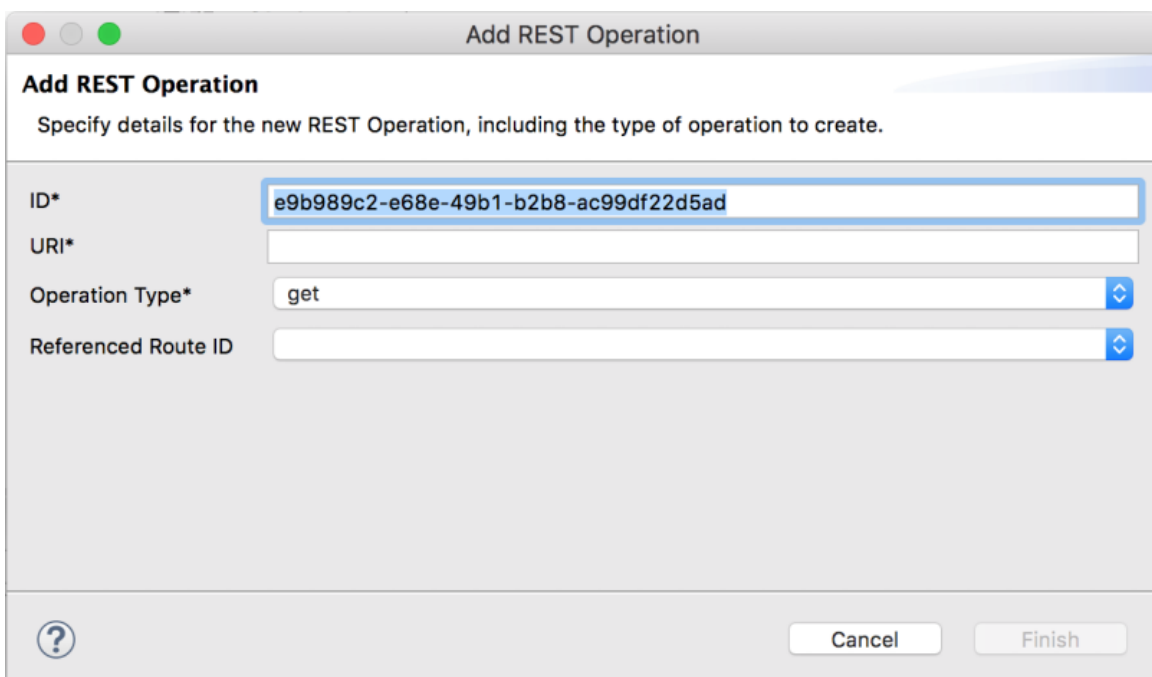 Add REST Operation
Add REST Operation
Specify details for the new REST Operation, including the type of operation to create.
ID* e9b989c2-e68e-49b1-b2b8-ac99df22d5ad
URI*
Operation Type* get
Referenced Route ID
? Cancel Finish